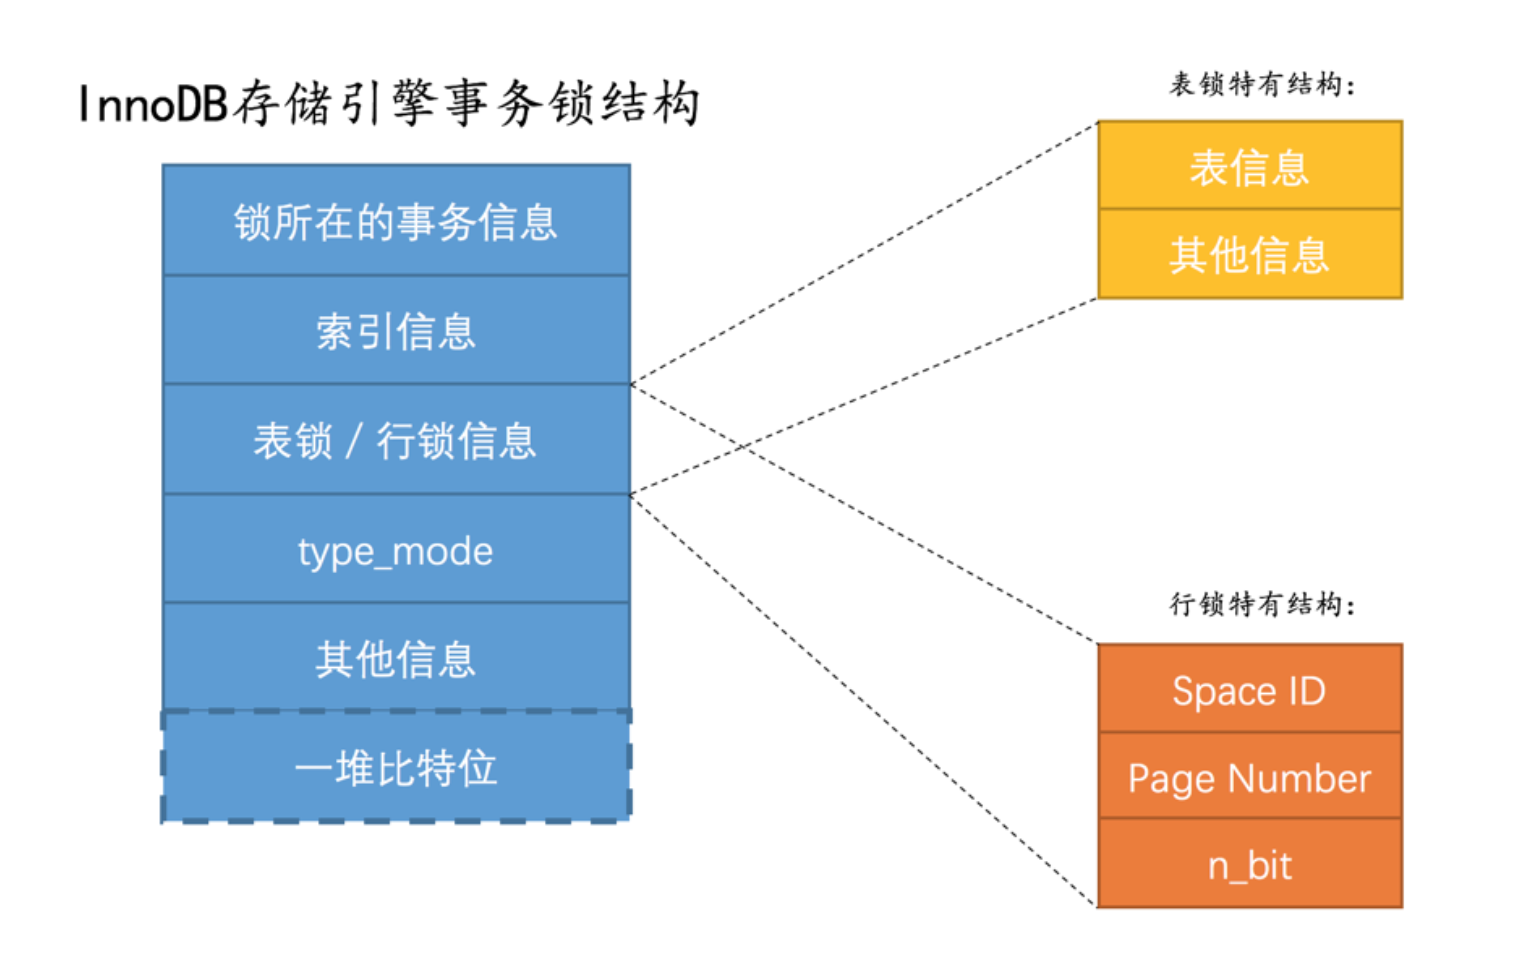 InnoDB存储引擎事务锁结构
锁所在的事务信息
索引信息
表锁 / 行锁信息
type_mode
其他信息
一堆比特位
表锁特有结构：
表信息
其他信息
行锁特有结构：
Space ID
Page Number
n_bit